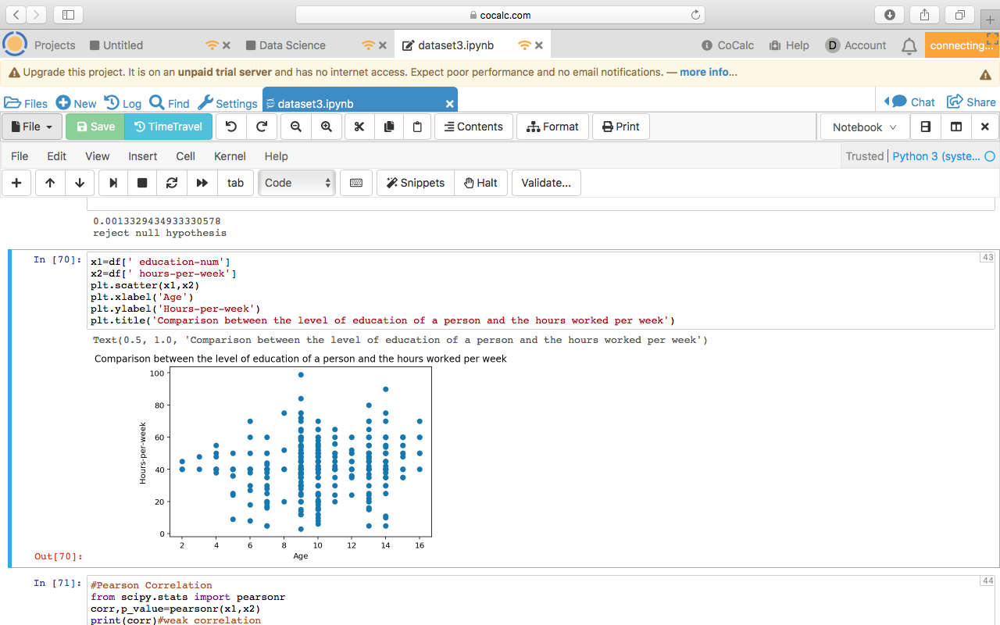 cocalc.com
Projects Untitled Data Science dataset3.ipynb CoCalc Help D Account connecting...
Upgrade this project. It is on an unpaid trial server and has no internet access. Expect poor performance and no email notifications. — more info...
Files New Log Find Settings dataset3.ipynb Chat Share
File Save TimeTravel Contents Format Print Notebook
File Edit View Insert Cell Kernel Help Trusted Python 3 (syste...
tab Code Snippets Halt Validate...
0.0013329434933330578
reject null hypothesis
In [70]: 43
x1=df[' education-num']
x2=df[' hours-per-week']
plt.scatter(x1,x2)
plt.xlabel('Age')
plt.ylabel('Hours-per-week')
plt.title('Comparison between the level of education of a person and the hours worked per week')
Text(0.5, 1.0, 'Comparison between the level of education of a person and the hours worked per week')
Comparison between the level of education of a person and the hours worked per week
100
80
60
40
20
0
Hours-per-week
2 4 6 8 10 12 14 16
Age
Out[70]:
In [71]: 44
#Pearson Correlation
from scipy.stats import pearsonr
corr,p_value=pearsonr(x1,x2)
print(corr)#weak correlation